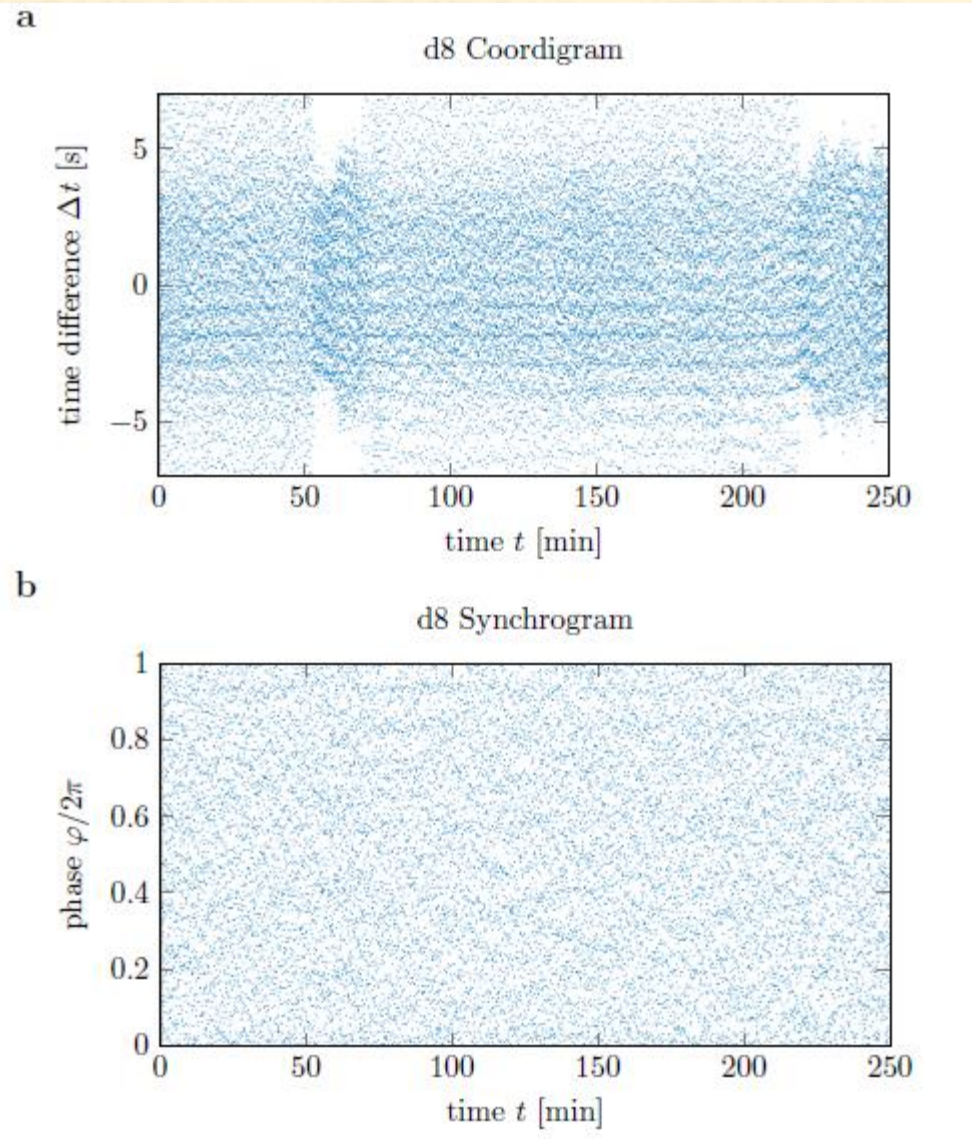 a
d8 Coordigram
time difference Δt [s]
5
0
−5
0 50 100 150 200 250
time t [min]
b
d8 Synchrogram
phase φ/2π
1
0.8
0.6
0.4
0.2
0
0 50 100 150 200 250
time t [min]